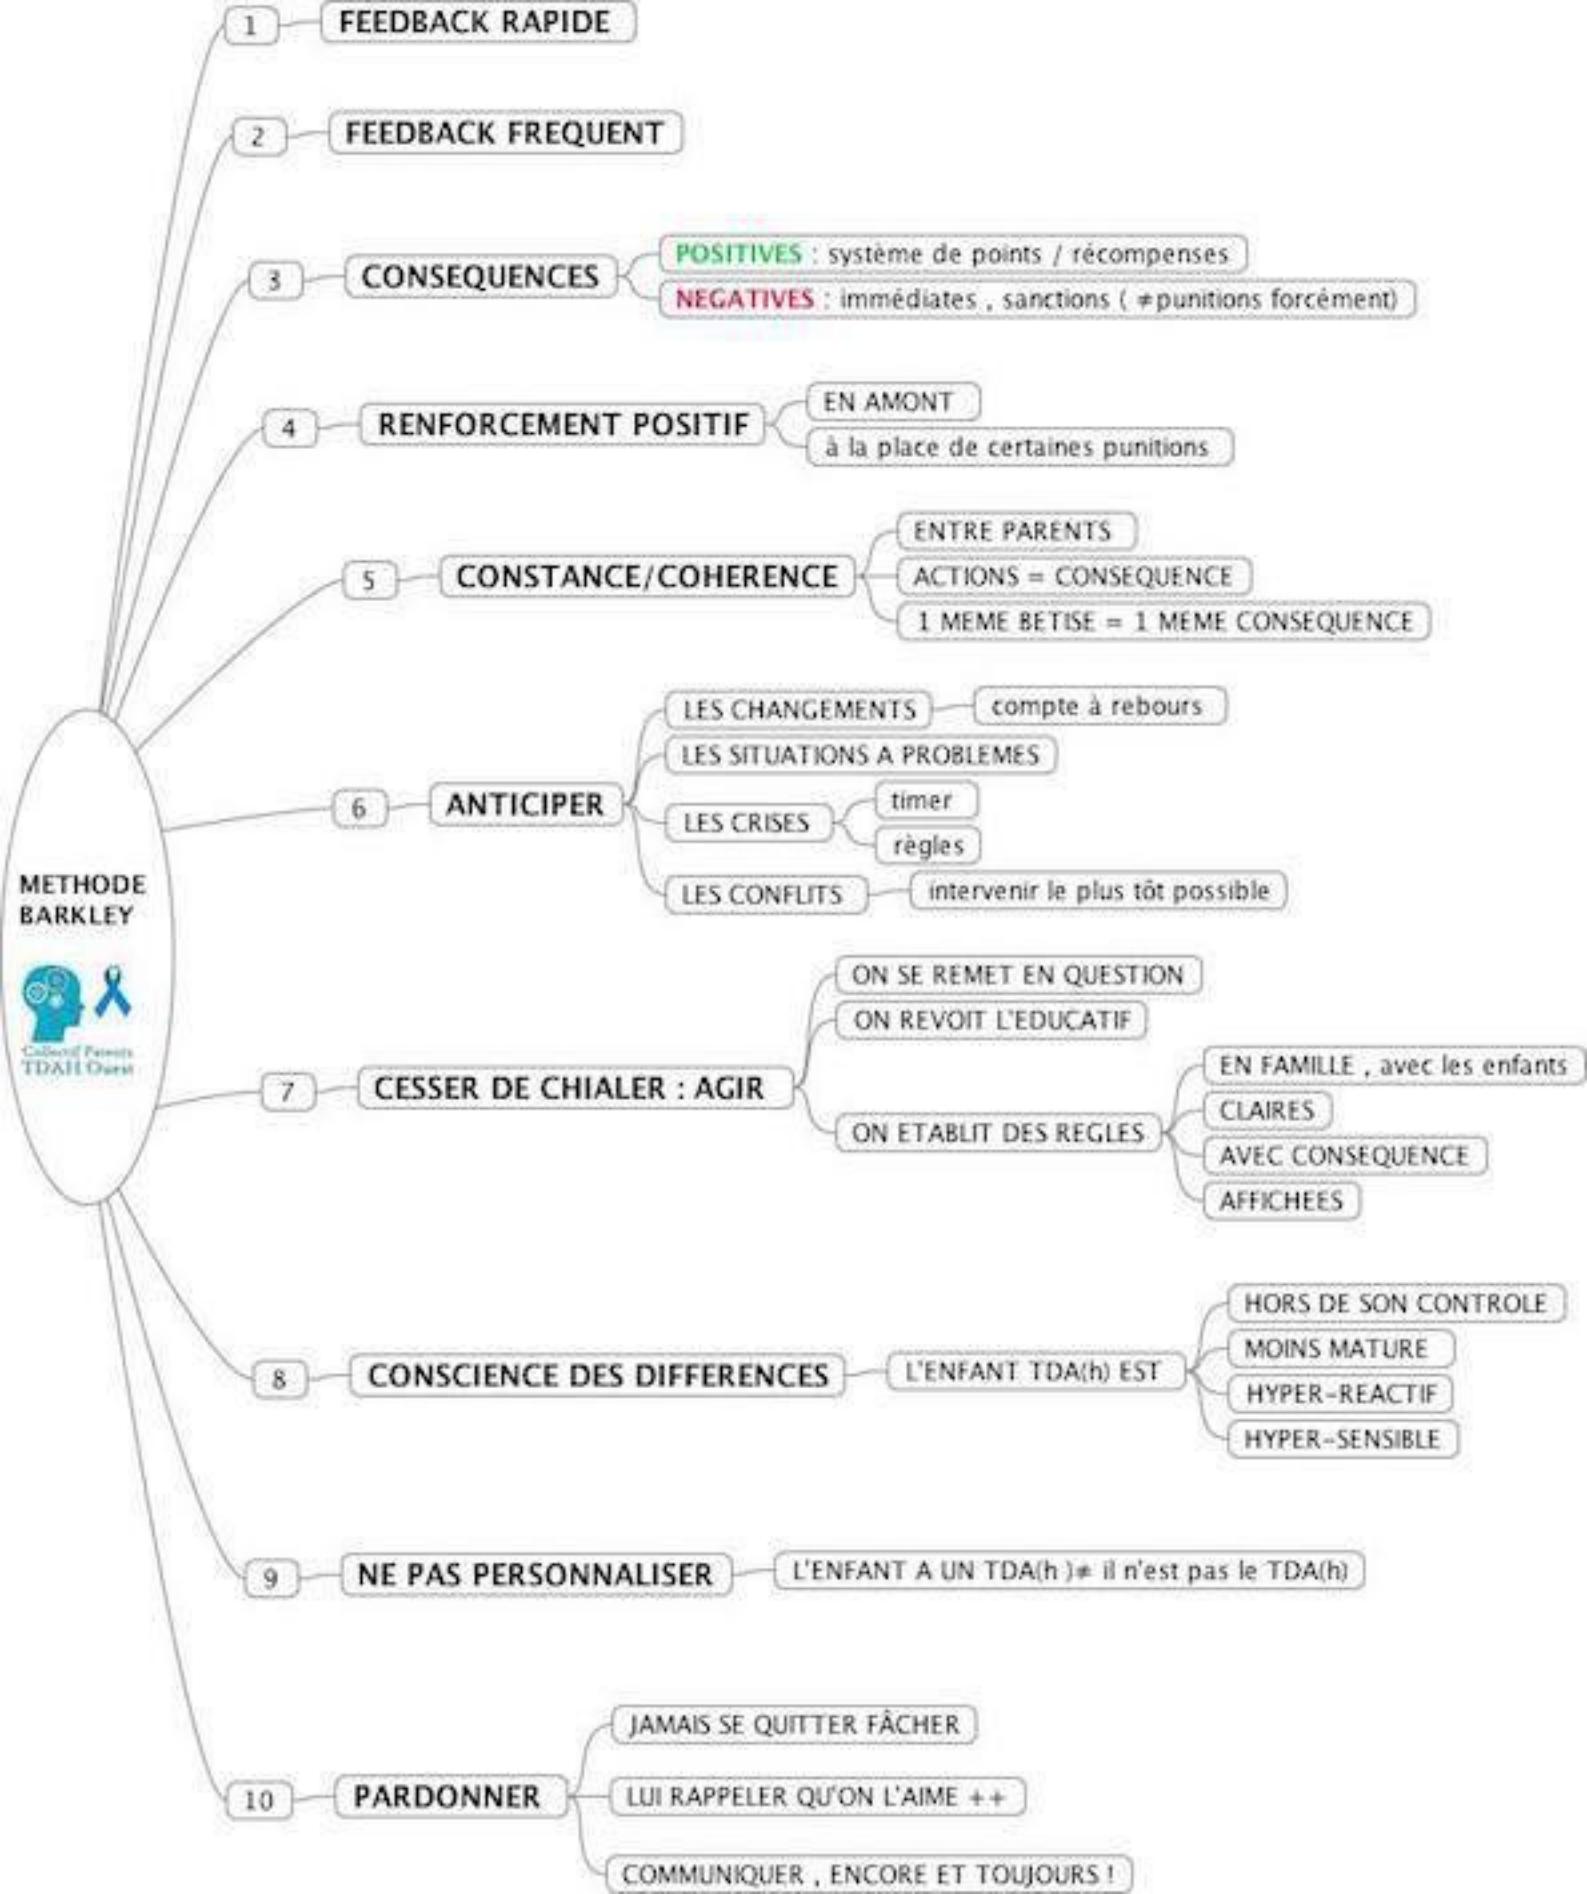 1
FEEDBACK RAPIDE
2
FEEDBACK FREQUENT
3
CONSEQUENCES
POSITIVES : système de points / récompenses
NEGATIVES : immédiates , sanctions ( ≠punitions forcément)
4
RENFORCEMENT POSITIF
EN AMONT
à la place de certaines punitions
5
CONSTANCE/COHERENCE
ENTRE PARENTS
ACTIONS = CONSEQUENCE
1 MEME BETISE = 1 MEME CONSEQUENCE
6
ANTICIPER
LES CHANGEMENTS
compte à rebours
LES SITUATIONS A PROBLEMES
LES CRISES
timer
règles
LES CONFLITS
intervenir le plus tôt possible
METHODE
BARKLEY
Collectif Parents
TDAH Ouest
7
CESSER DE CHIALER : AGIR
ON SE REMET EN QUESTION
ON REVOIT L'EDUCATIF
ON ETABLIT DES REGLES
EN FAMILLE , avec les enfants
CLAIRES
AVEC CONSEQUENCE
AFFICHEES
8
CONSCIENCE DES DIFFERENCES
L'ENFANT TDA(h) EST
HORS DE SON CONTROLE
MOINS MATURE
HYPER-REACTIF
HYPER-SENSIBLE
9
NE PAS PERSONNALISER
L'ENFANT A UN TDA(h )≠ il n'est pas le TDA(h)
10
PARDONNER
JAMAIS SE QUITTER FÂCHER
LUI RAPPELER QU'ON L'AIME ++
COMMUNIQUER , ENCORE ET TOUJOURS !